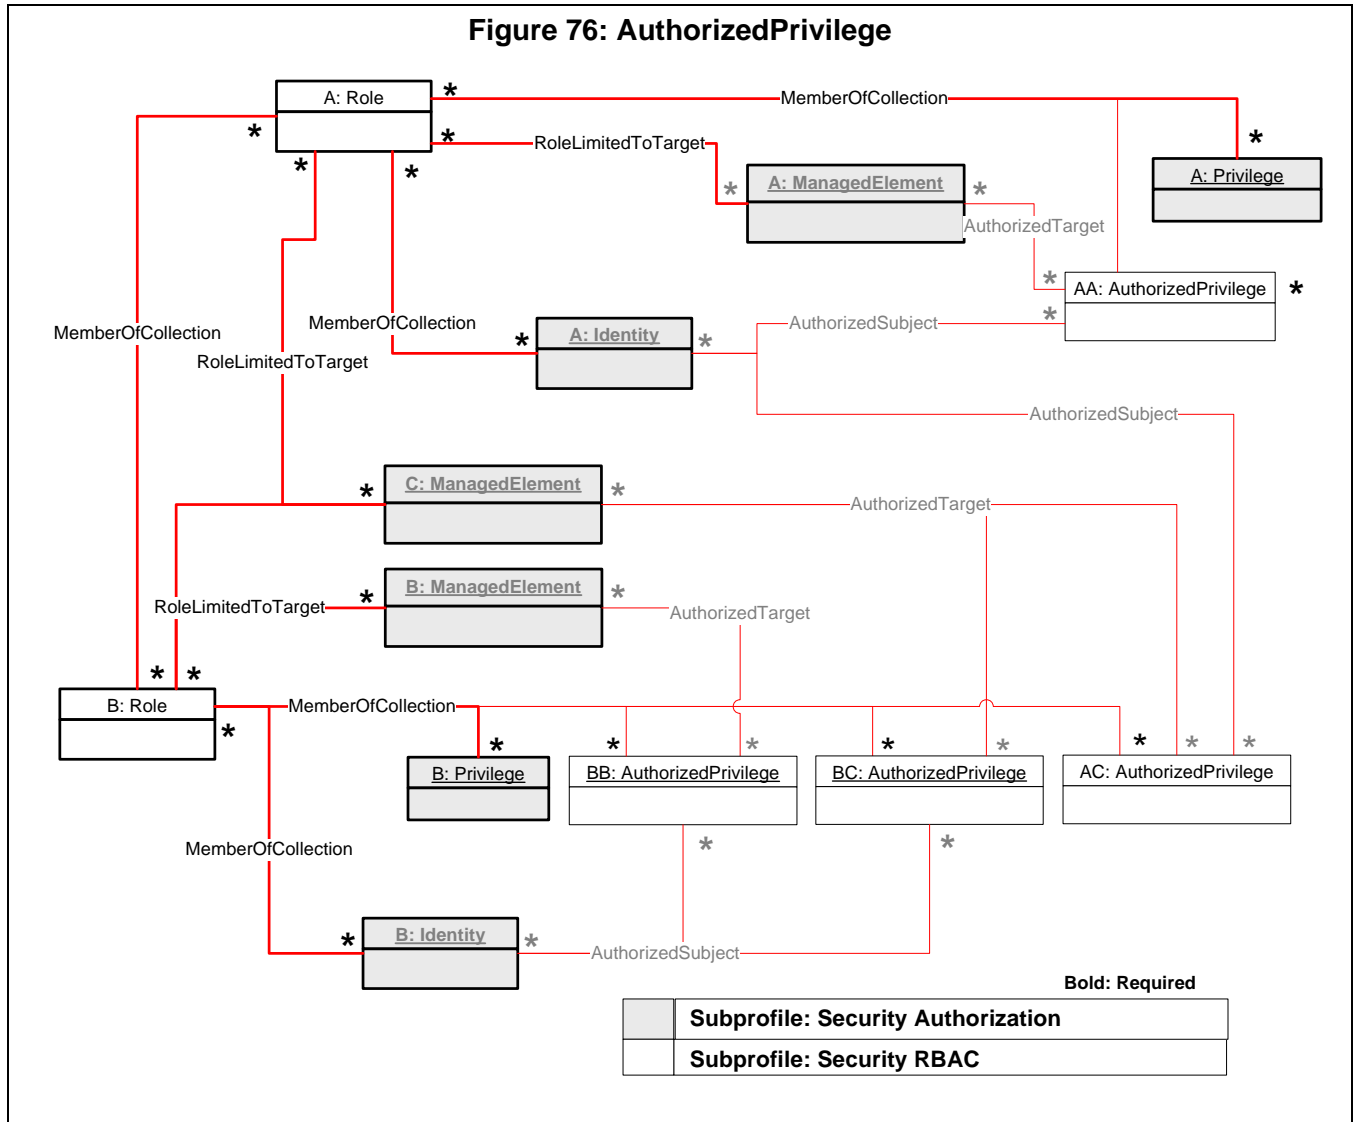 Figure 76: AuthorizedPrivilege
A: Role
*
MemberOfCollection
*
*
RoleLimitedToTarget
*
*
*
*
A: ManagedElement
*
A: Privilege
AuthorizedTarget
*
AA: AuthorizedPrivilege
*
MemberOfCollection
MemberOfCollection
*
A: Identity
*
AuthorizedSubject
*
RoleLimitedToTarget
AuthorizedSubject
*
C: ManagedElement
*
AuthorizedTarget
RoleLimitedToTarget
*
B: ManagedElement
*
AuthorizedTarget
*
*
B: Role
*
MemberOfCollection
*
B: Privilege
*
*
BB: AuthorizedPrivilege
*
*
BC: AuthorizedPrivilege
*
*
*
AC: AuthorizedPrivilege
MemberOfCollection
*
*
*
B: Identity
*
AuthorizedSubject
Bold: Required
Subprofile: Security Authorization
Subprofile: Security RBAC